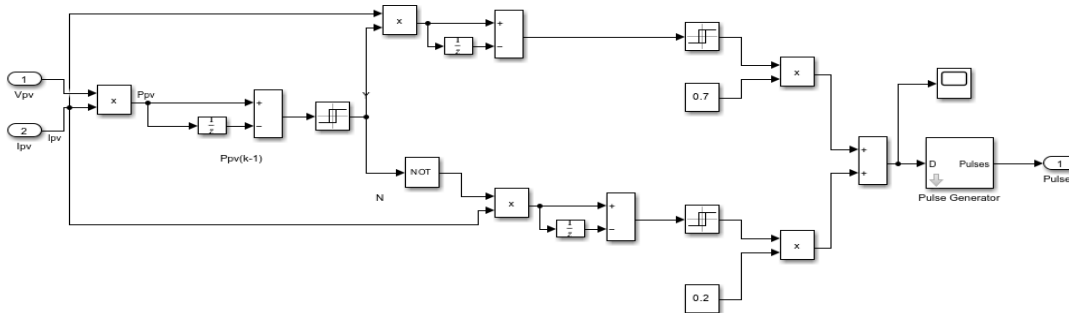 x
+
−
1/z
1
Vpv
2
Ipv
Ipv
x
Ppv
1/z
+
−
Ppv(k-1)
Y
NOT
N
x
1/z
+
−
0.7
x
0.2
x
+
+
D Pulses
Pulse Generator
1
Pulse